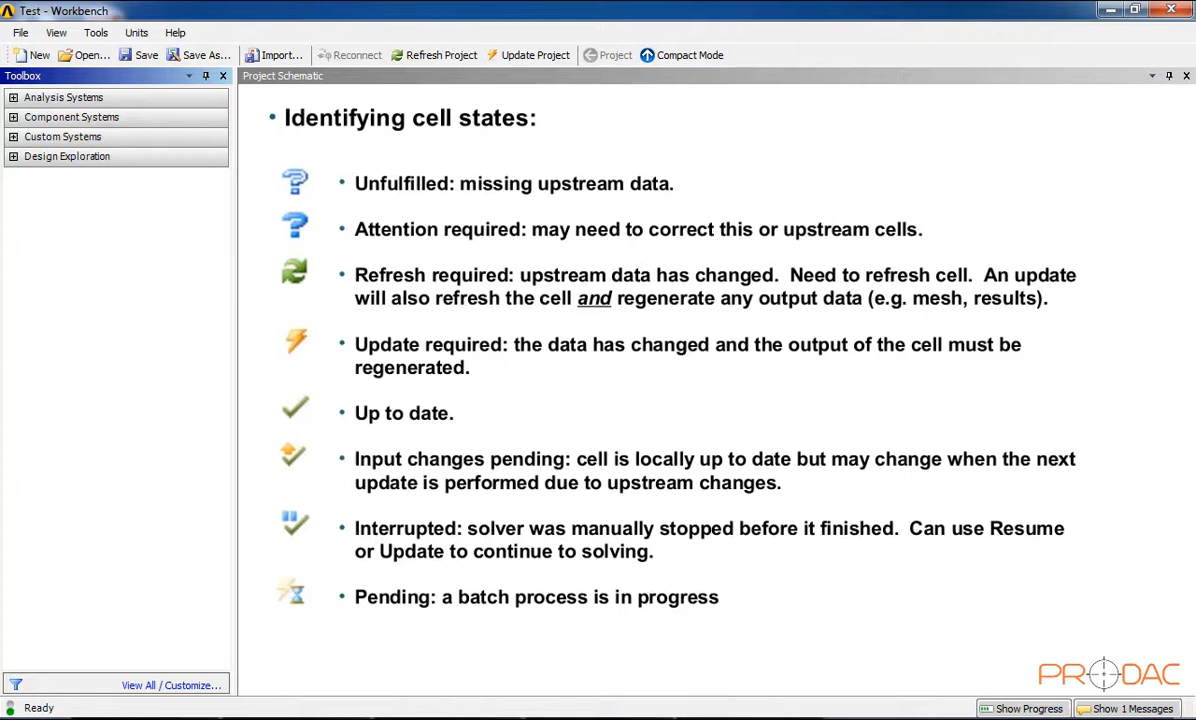 Test - Workbench
File View Tools Units Help
New Open... Save Save As... Import... Reconnect Refresh Project Update Project Project Compact Mode
Toolbox
Project Schematic
Analysis Systems
Component Systems
Custom Systems
Design Exploration
• Identifying cell states:
• Unfulfilled: missing upstream data.
• Attention required: may need to correct this or upstream cells.
• Refresh required: upstream data has changed. Need to refresh cell. An update
will also refresh the cell and regenerate any output data (e.g. mesh, results).
• Update required: the data has changed and the output of the cell must be
regenerated.
• Up to date.
• Input changes pending: cell is locally up to date but may change when the next
update is performed due to upstream changes.
• Interrupted: solver was manually stopped before it finished. Can use Resume
or Update to continue to solving.
• Pending: a batch process is in progress
PRODAC
View All / Customize...
Ready
Show Progress
Show 1 Messages